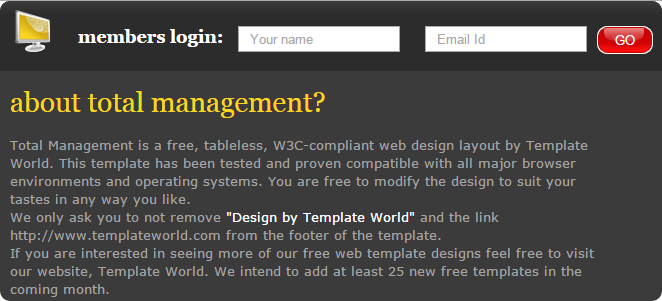 members login: Your name Email Id GO
about total management?
Total Management is a free, tableless, W3C-compliant web design layout by Template
World. This template has been tested and proven compatible with all major browser
environments and operating systems. You are free to modify the design to suit your
tastes in any way you like.
We only ask you to not remove "Design by Template World" and the link
http://www.templateworld.com from the footer of the template.
If you are interested in seeing more of our free web template designs feel free to visit
our website, Template World. We intend to add at least 25 new free templates in the
coming month.